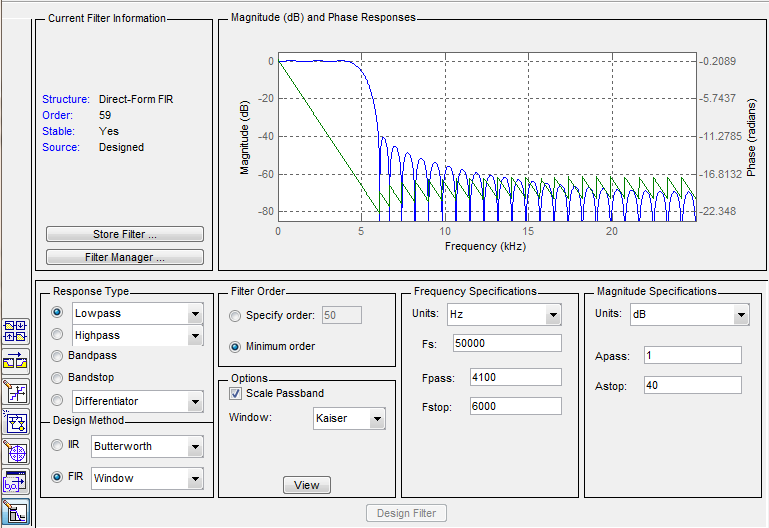 Current Filter Information
Structure: Direct-Form FIR
Order: 59
Stable: Yes
Source: Designed
Store Filter ...
Filter Manager ...
Magnitude (dB) and Phase Responses
Magnitude (dB)
0
-20
-40
-60
-80
0
5
10
15
20
Frequency (kHz)
-0.2089
-5.7437
-11.2785
-16.8132
-22.348
Phase (radians)
Response Type
Lowpass
Highpass
Bandpass
Bandstop
Differentiator
Design Method
IIR Butterworth
FIR Window
Filter Order
Specify order: 50
Minimum order
Options
Scale Passband
Window: Kaiser
View
Frequency Specifications
Units: Hz
Fs: 50000
Fpass: 4100
Fstop: 6000
Magnitude Specifications
Units: dB
Apass: 1
Astop: 40
Design Filter